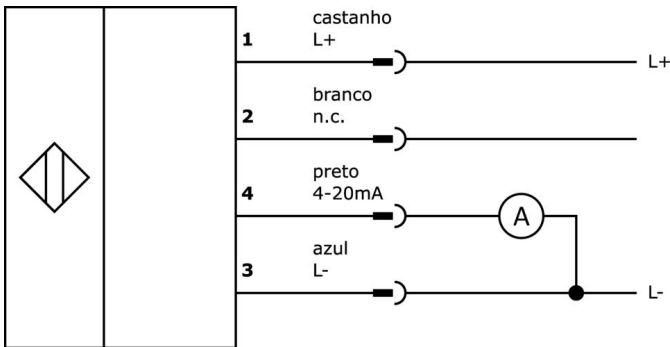 castanho
1 L+
L+
branco
2 n.c.
preto
4 4-20mA
A
azul
3 L-
L-